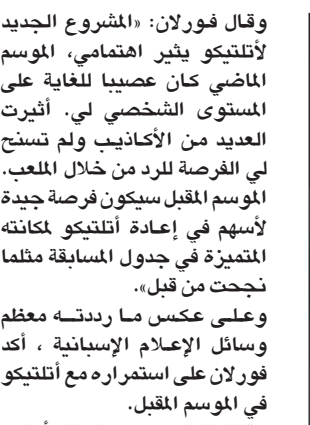 وقال فورلان: «المشروع الجديد
لأتلتيكو يثير اهتمامي، الموسم
الماضي كان عصيبا للغاية على
المستوى الشخصي لي. أثيرت
العديد من الأكاذيب ولم تسنح
لي الفرصة للرد من خلال الملعب.
الموسم المقبل سيكون فرصة جيدة
لأسهم في إعادة أتلتيكو لمكانته
المتميزة في جدول المسابقة مثلما
نجحت من قبل».
وعلى عكس ما رددته معظم
وسائل الإعلام الإسبانية ، أكد
فورلان على استمراره مع أتلتيكو
في الموسم المقبل.